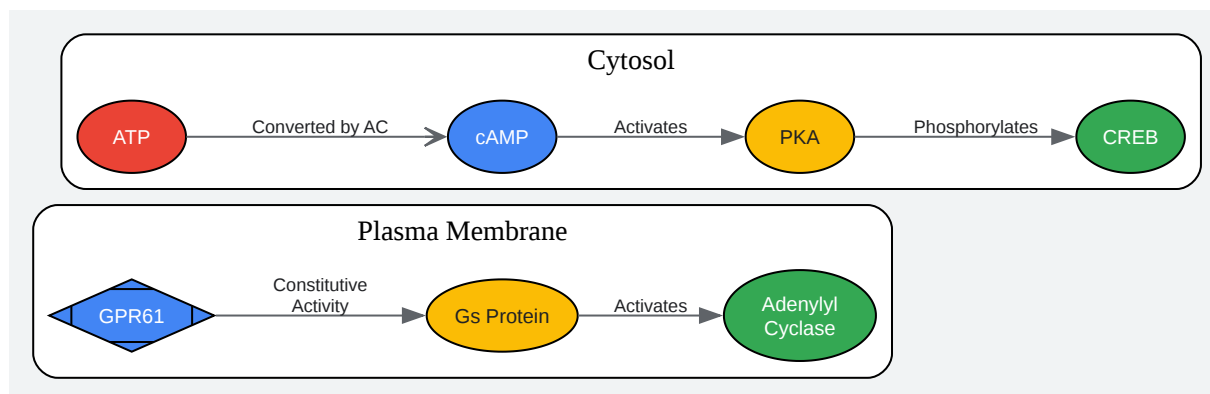 Cytosol
ATP
Converted by AC
cAMP
Activates
PKA
Phosphorylates
CREB
Plasma Membrane
GPR61
Constitutive
Activity
Gs Protein
Activates
Adenylyl
Cyclase